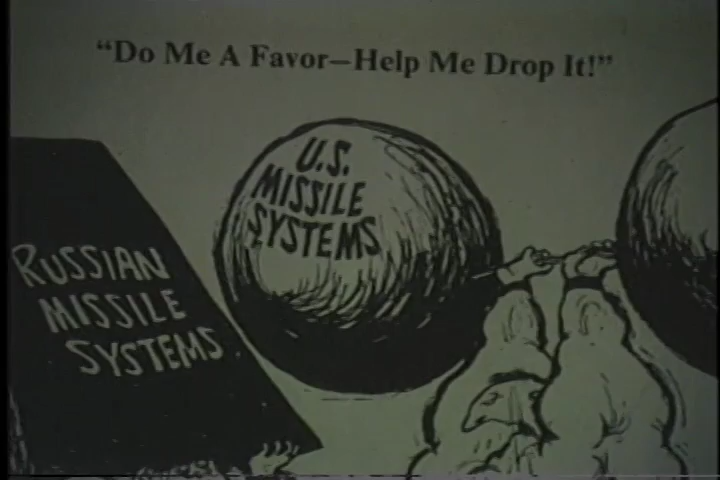 “Do Me A Favor—Help Me Drop It!”
U.S.
MISSILE
SYSTEMS
RUSSIAN
MISSILE
SYSTEMS